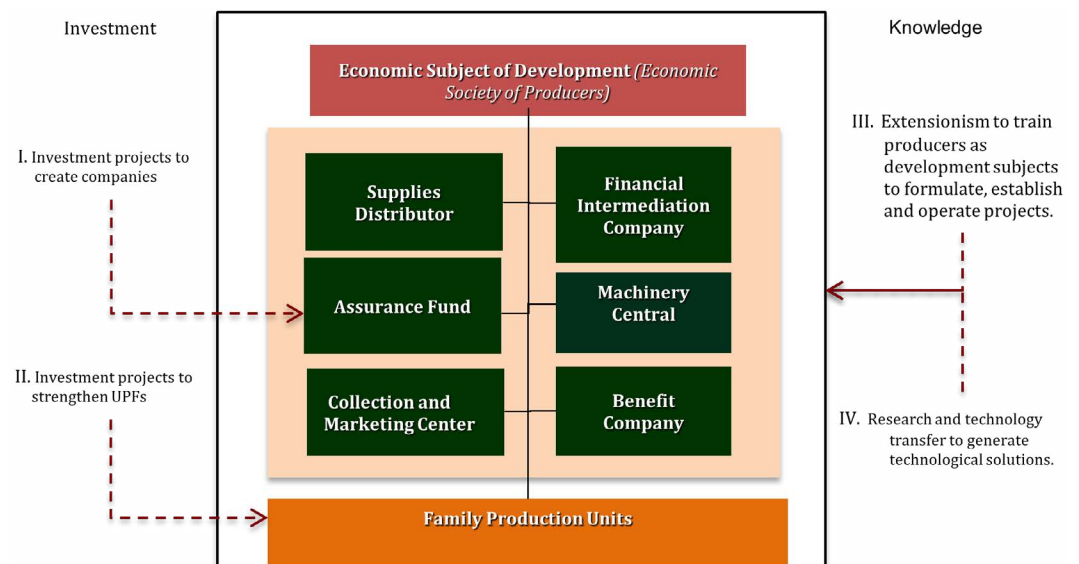 Investment
Knowledge
Economic Subject of Development (Economic
Society of Producers)
I. Investment projects to
create companies
II. Investment projects to
strengthen UPFs
Supplies
Distributor
Financial
Intermediation
Company
Assurance Fund
Machinery
Central
Collection and
Marketing Center
Benefit
Company
Family Production Units
III. Extensionism to train
producers as
development subjects
to formulate, establish
and operate projects.
IV. Research and technology
transfer to generate
technological solutions.